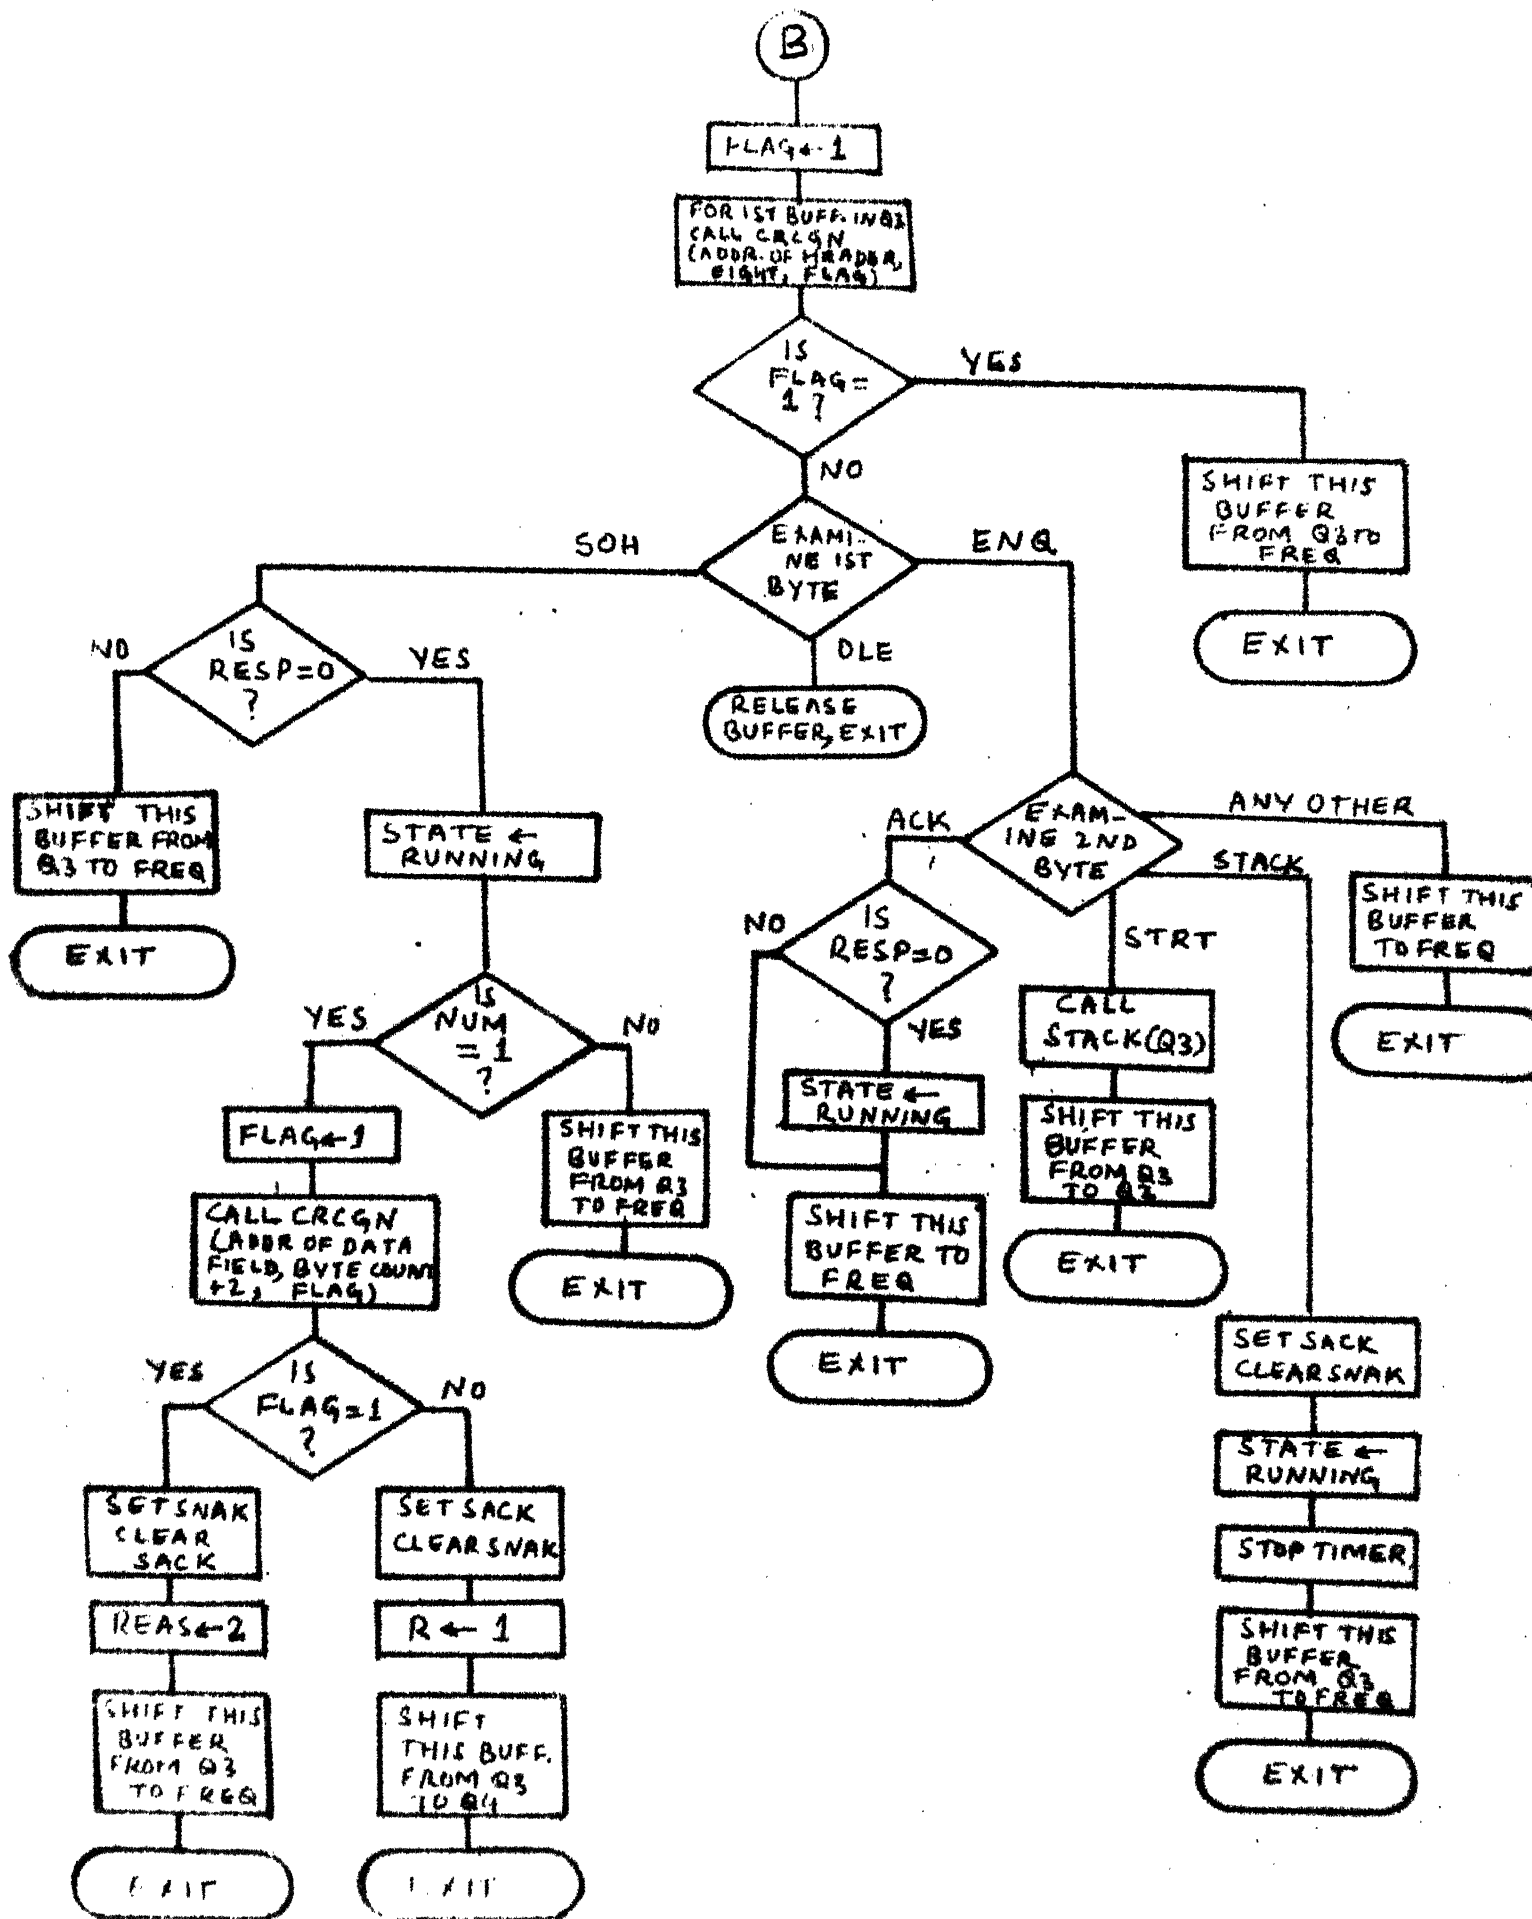 B
FLAG ← 1
FOR 1ST BUFF. IN Q3
CALL CRCGN
(ADDR. OF HEADER,
EIGHT, FLAG)
IS
FLAG =
1 ?
YES
NO
SHIFT THIS
BUFFER
FROM Q3 TO
FREQ
EXIT
EXAMI-
NE 1ST
BYTE
SOH
ENQ
DLE
RELEASE
BUFFER, EXIT
IS
RESP=0
?
NO
YES
SHIFT THIS
BUFFER FROM
Q3 TO FREQ
EXIT
STATE ←
RUNNING
IS
NUM
= 1
?
YES
NO
SHIFT THIS
BUFFER
FROM Q3
TO FREQ
EXIT
FLAG ← 1
CALL CRCGN
(ADDR OF DATA
FIELD, BYTE COUNT
+2, FLAG)
IS
FLAG=1
?
YES
NO
SET SNAK
CLEAR
SACK
REAS ← 2
SHIFT THIS
BUFFER
FROM Q3
TO FREQ
EXIT
SET SACK
CLEAR SNAK
R ← 1
SHIFT
THIS BUFF.
FROM Q3
TO Q4
EXIT
EXAM-
INE 2ND
BYTE
ACK
ANY OTHER
STACK
STRT
IS
RESP=0
?
NO
YES
STATE ←
RUNNING
SHIFT THIS
BUFFER TO
FREQ
EXIT
CALL
STACK(Q3)
SHIFT THIS
BUFFER
FROM Q3
TO
EXIT
SHIFT THIS
BUFFER
TO FREQ
EXIT
SET SACK
CLEAR SNAK
STATE ←
RUNNING
STOP TIMER
SHIFT THIS
BUFFER
FROM Q3
TO FREQ
EXIT